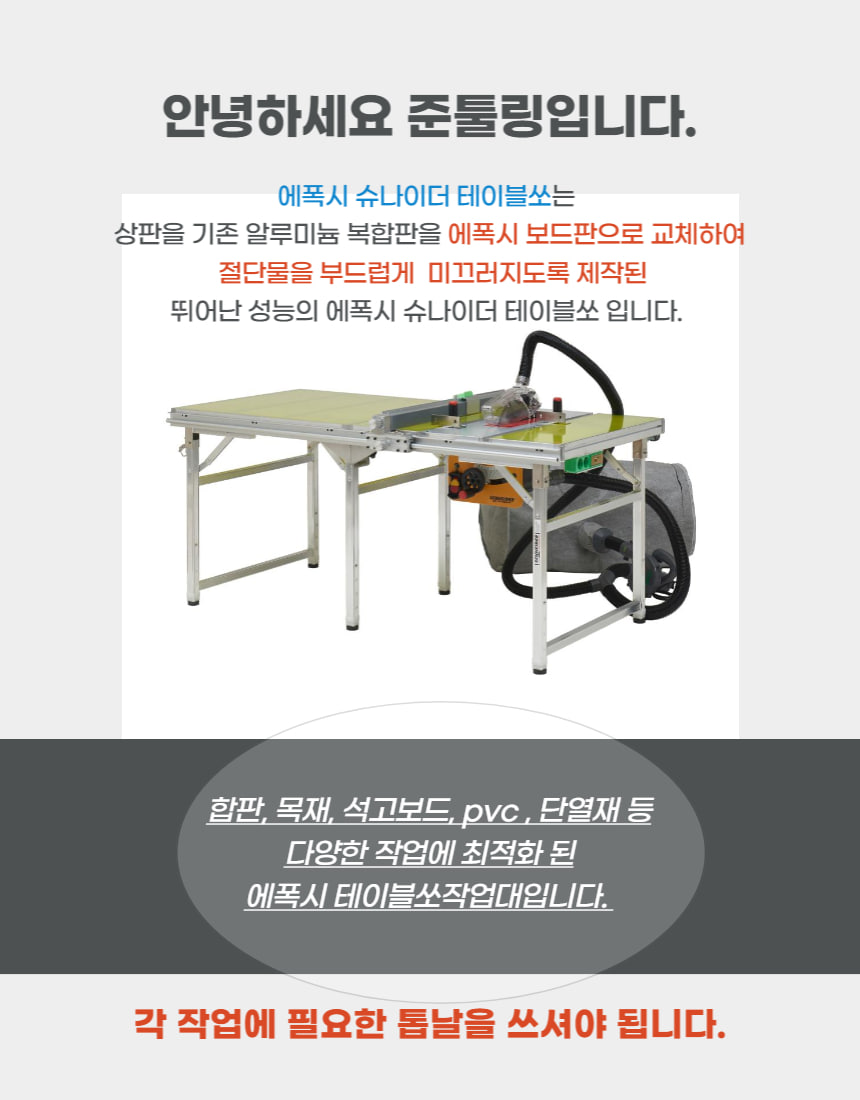 안녕하세요 준툴링입니다.
에폭시 슈나이더 테이블쏘는
상판을 기존 알루미늄 복합판을 에폭시 보드판으로 교체하여
절단물을 부드럽게  미끄러지도록 제작된
뛰어난 성능의 에폭시 슈나이더 테이블쏘 입니다.
합판, 목재, 석고보드, pvc , 단열재 등
다양한 작업에 최적화 된
에폭시 테이블쏘작업대입니다.
각 작업에 필요한 톱날을 쓰셔야 됩니다.